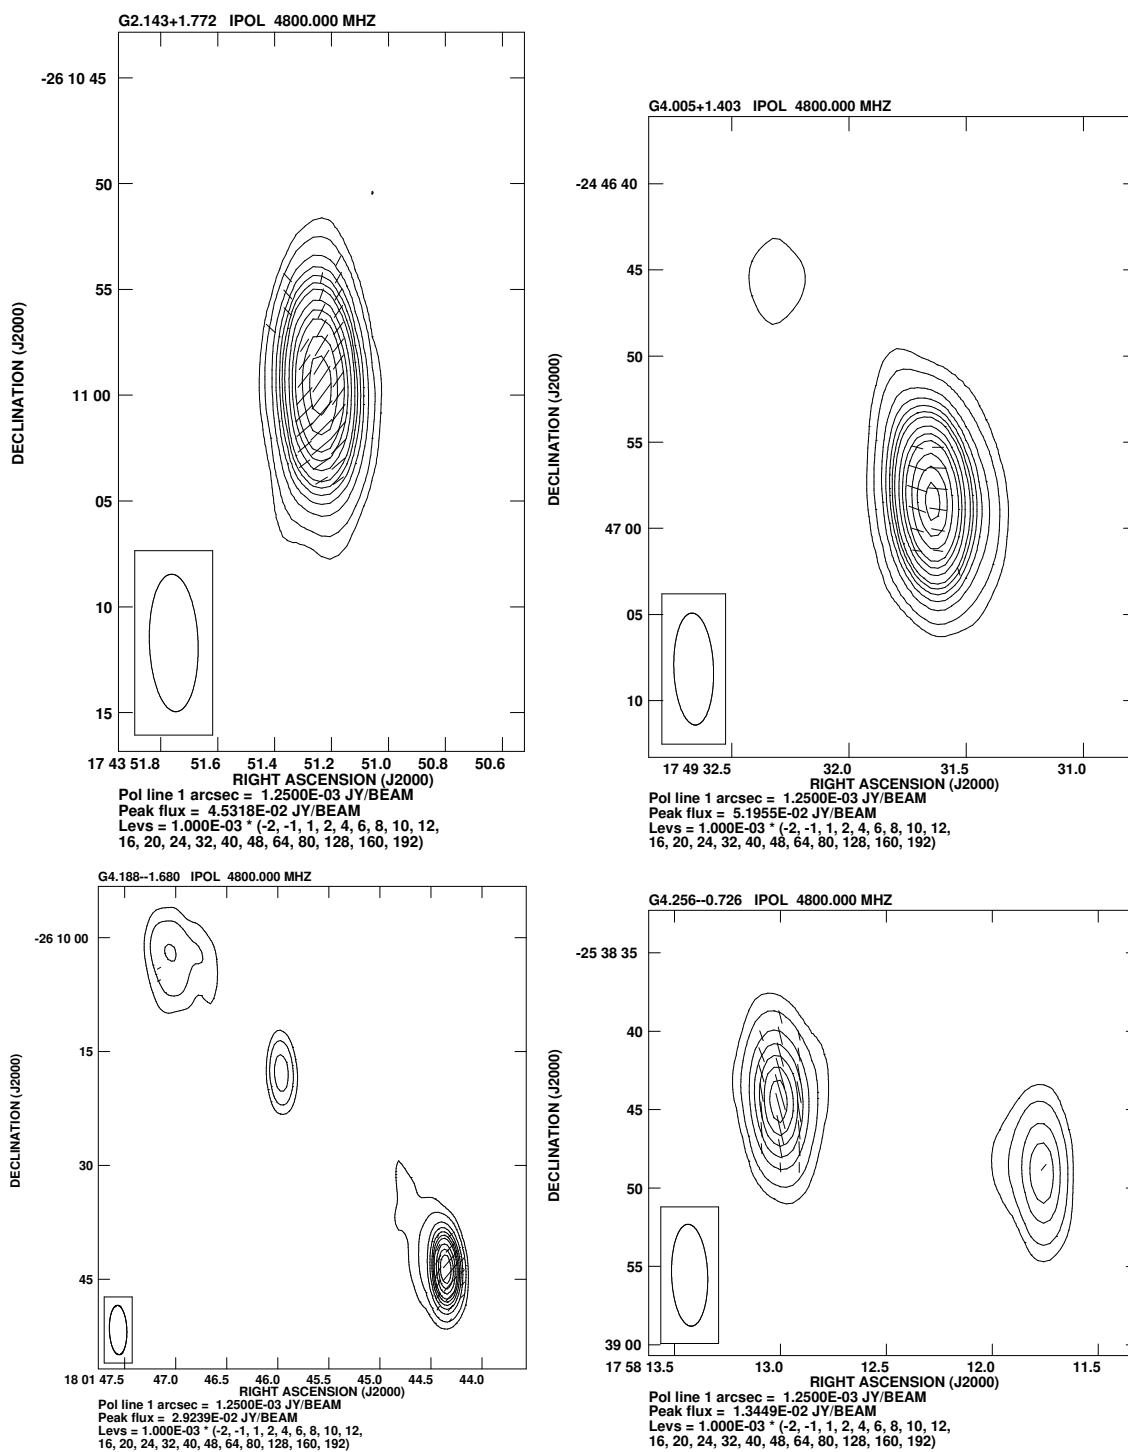 G2.143+1.772 IPOL 4800.000 MHZ
-26 10 45
50
55
11 00
05
10
15
DECLINATION (J2000)
17 43 51.8 51.6 51.4 51.2 51.0 50.8 50.6
RIGHT ASCENSION (J2000)
Pol line 1 arcsec = 1.2500E-03 JY/BEAM
Peak flux = 4.5318E-02 JY/BEAM
Levs = 1.000E-03 * (-2, -1, 1, 2, 4, 6, 8, 10, 12,
16, 20, 24, 32, 40, 48, 64, 80, 128, 160, 192)
G4.005+1.403 IPOL 4800.000 MHZ
-24 46 40
45
50
55
47 00
05
10
DECLINATION (J2000)
17 49 32.5 32.0 31.5 31.0
RIGHT ASCENSION (J2000)
Pol line 1 arcsec = 1.2500E-03 JY/BEAM
Peak flux = 5.1955E-02 JY/BEAM
Levs = 1.000E-03 * (-2, -1, 1, 2, 4, 6, 8, 10, 12,
16, 20, 24, 32, 40, 48, 64, 80, 128, 160, 192)
G4.188--1.680 IPOL 4800.000 MHZ
-26 10 00
15
30
45
DECLINATION (J2000)
18 01 47.5 47.0 46.5 46.0 45.5 45.0 44.5 44.0
RIGHT ASCENSION (J2000)
Pol line 1 arcsec = 1.2500E-03 JY/BEAM
Peak flux = 2.9239E-02 JY/BEAM
Levs = 1.000E-03 * (-2, -1, 1, 2, 4, 6, 8, 10, 12,
16, 20, 24, 32, 40, 48, 64, 80, 128, 160, 192)
G4.256--0.726 IPOL 4800.000 MHZ
-25 38 35
40
45
50
55
39 00
DECLINATION (J2000)
17 58 13.5 13.0 12.5 12.0 11.5
RIGHT ASCENSION (J2000)
Pol line 1 arcsec = 1.2500E-03 JY/BEAM
Peak flux = 1.3449E-02 JY/BEAM
Levs = 1.000E-03 * (-2, -1, 1, 2, 4, 6, 8, 10, 12,
16, 20, 24, 32, 40, 48, 64, 80, 128, 160, 192)